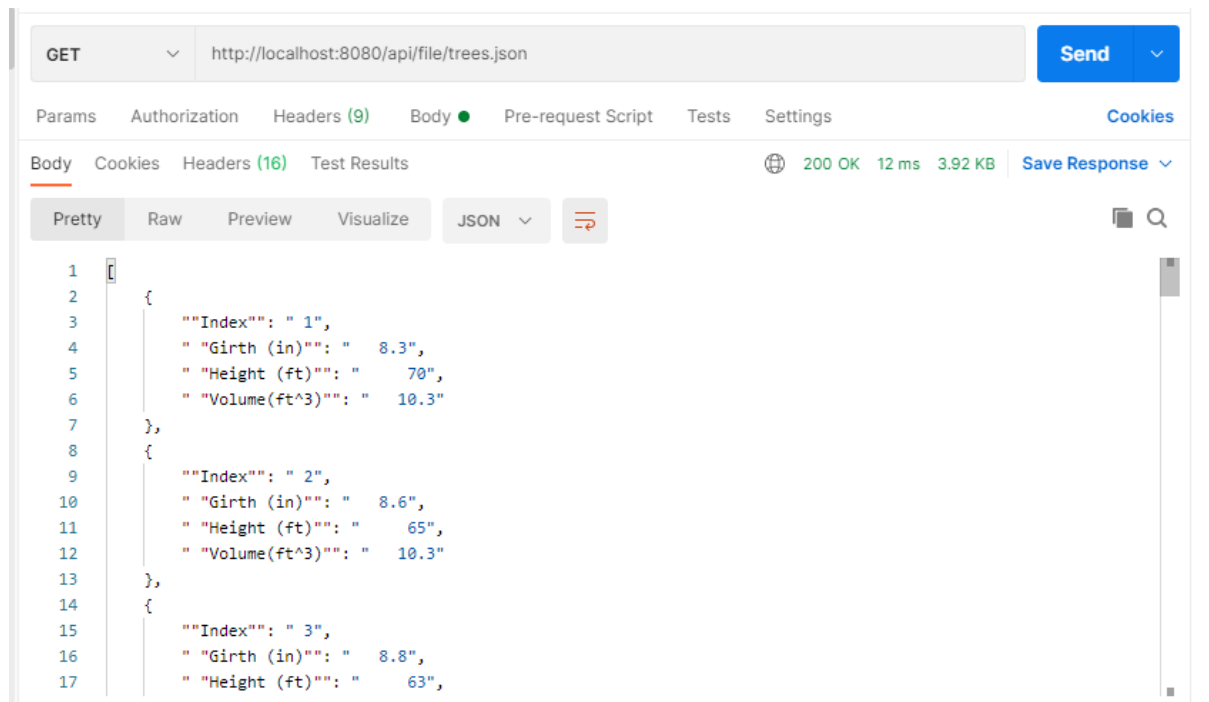 GET http://localhost:8080/api/file/trees.json Send
Params Authorization Headers (9) Body Pre-request Script Tests Settings Cookies
Body Cookies Headers (16) Test Results 200 OK 12 ms 3.92 KB Save Response
Pretty Raw Preview Visualize JSON
1 [
2 {
3 ""Index"": " 1",
4 " "Girth (in)"": "   8.3",
5 " "Height (ft)"": "     70",
6 " "Volume(ft^3)"": "   10.3"
7 },
8 {
9 ""Index"": " 2",
10 " "Girth (in)"": "   8.6",
11 " "Height (ft)"": "     65",
12 " "Volume(ft^3)"": "   10.3"
13 },
14 {
15 ""Index"": " 3",
16 " "Girth (in)"": "   8.8",
17 " "Height (ft)"": "     63",